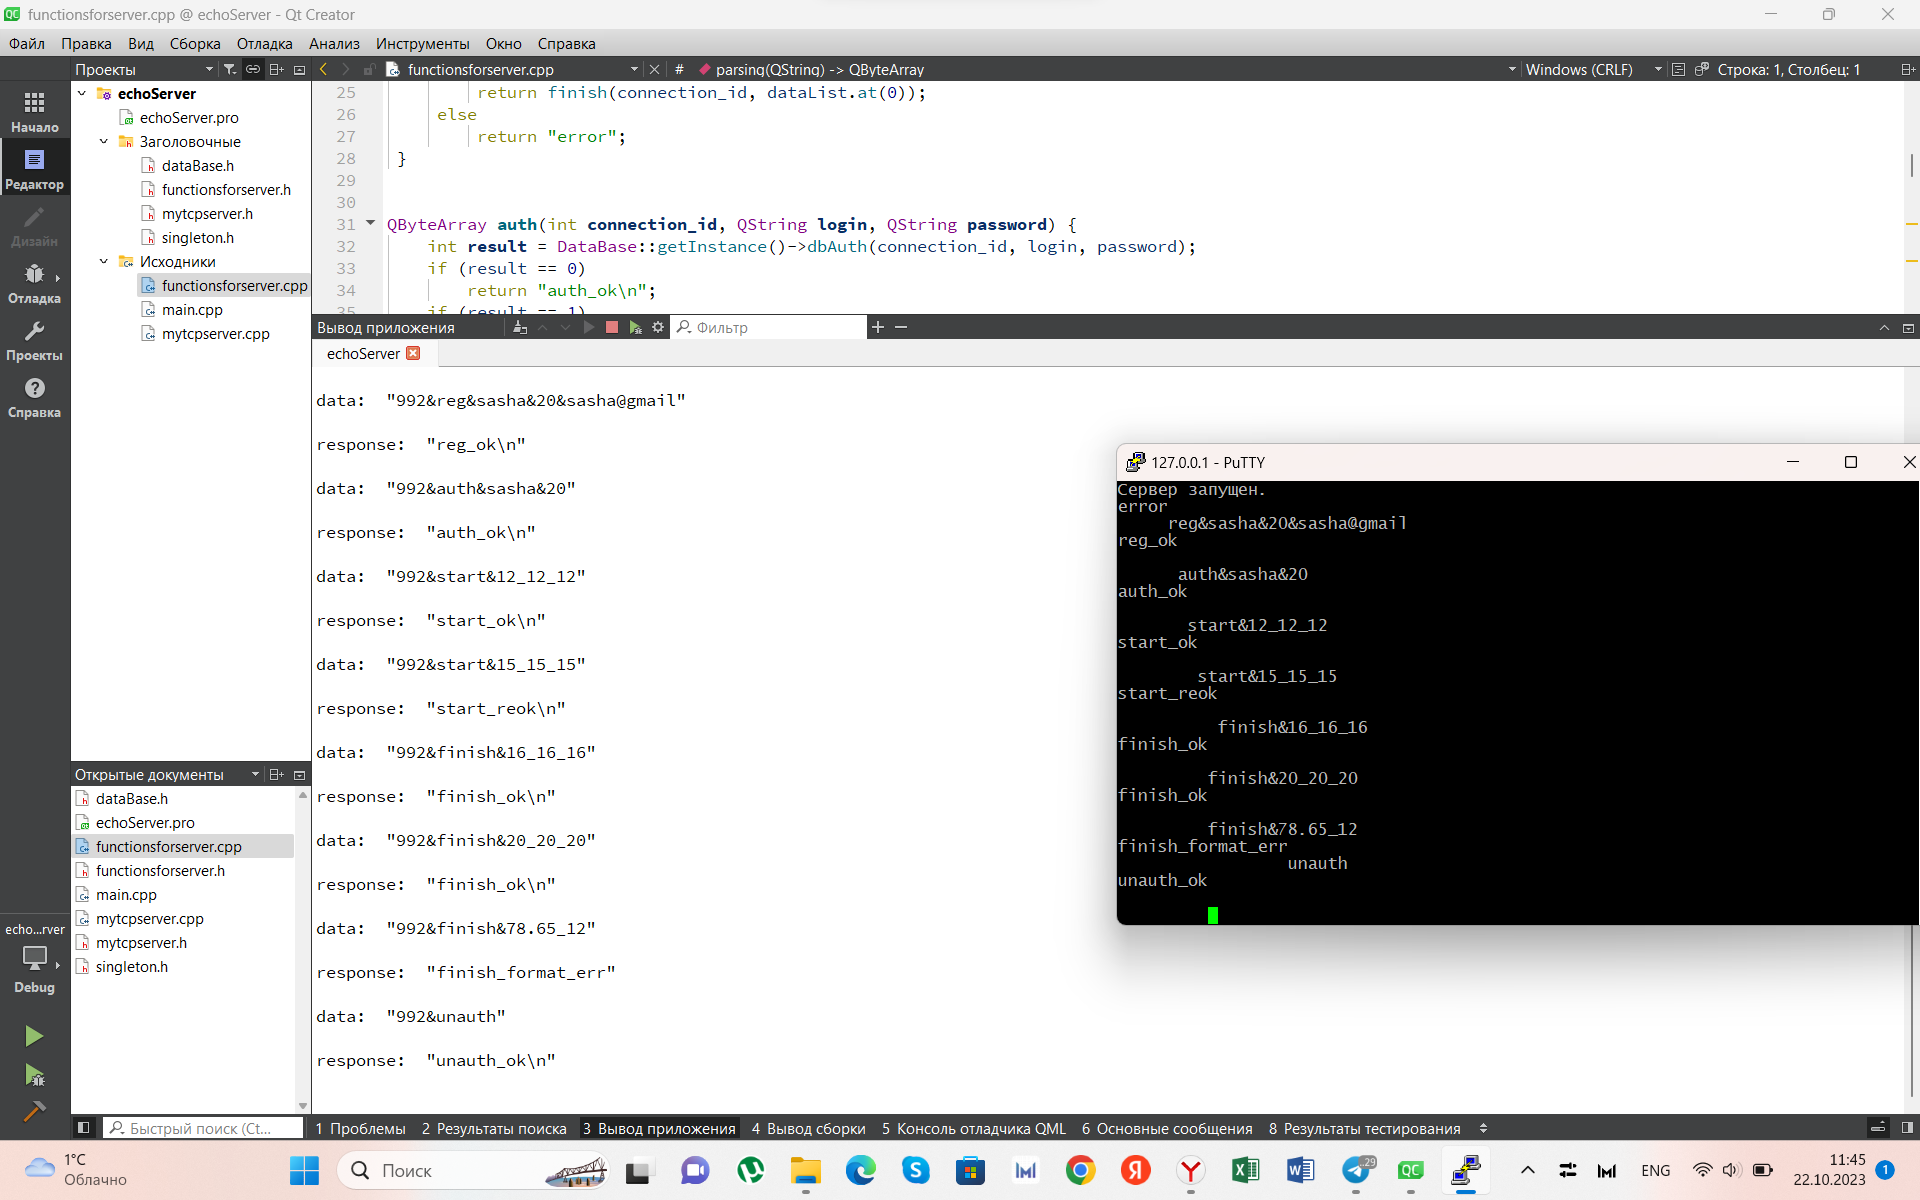 functionsforserver.cpp @ echoServer - Qt Creator
Файл Правка Вид Сборка Отладка Анализ Инструменты Окно Справка
Проекты
functionsforserver.cpp
# parsing(QString) -> QByteArray
Windows (CRLF)
Строка: 1, Столбец: 1
Начало
Редактор
Дизайн
Отладка
Проекты
Справка
echoServer
echoServer.pro
Заголовочные
dataBase.h
functionsforserver.h
mytcpserver.h
singleton.h
Исходники
functionsforserver.cpp
main.cpp
mytcpserver.cpp
25 return finish(connection_id, dataList.at(0));
26 else
27 return "error";
28 }
29
30
31 QByteArray auth(int connection_id, QString login, QString password) {
32 int result = DataBase::getInstance()->dbAuth(connection_id, login, password);
33 if (result == 0)
34 return "auth_ok\n";
35 if (result == 1)
Вывод приложения
Фильтр
echoServer
data: "992&reg&sasha&20&sasha@gmail"
response: "reg_ok\n"
data: "992&auth&sasha&20"
response: "auth_ok\n"
data: "992&start&12_12_12"
response: "start_ok\n"
data: "992&start&15_15_15"
response: "start_reok\n"
data: "992&finish&16_16_16"
response: "finish_ok\n"
data: "992&finish&20_20_20"
response: "finish_ok\n"
data: "992&finish&78.65_12"
response: "finish_format_err"
data: "992&unauth"
response: "unauth_ok\n"
127.0.0.1 - PuTTY
Сервер запущен.
error
reg&sasha&20&sasha@gmail
reg_ok
auth&sasha&20
auth_ok
start&12_12_12
start_ok
start&15_15_15
start_reok
finish&16_16_16
finish_ok
finish&20_20_20
finish_ok
finish&78.65_12
finish_format_err
unauth
unauth_ok
Открытые документы
dataBase.h
echoServer.pro
functionsforserver.cpp
functionsforserver.h
main.cpp
mytcpserver.cpp
mytcpserver.h
singleton.h
echo...rver
Debug
Быстрый поиск (Ct...
1 Проблемы 2 Результаты поиска 3 Вывод приложения 4 Вывод сборки 5 Консоль отладчика QML 6 Основные сообщения 8 Результаты тестирования
1°C
Облачно
Поиск
29
ENG
11:45
22.10.2023
1